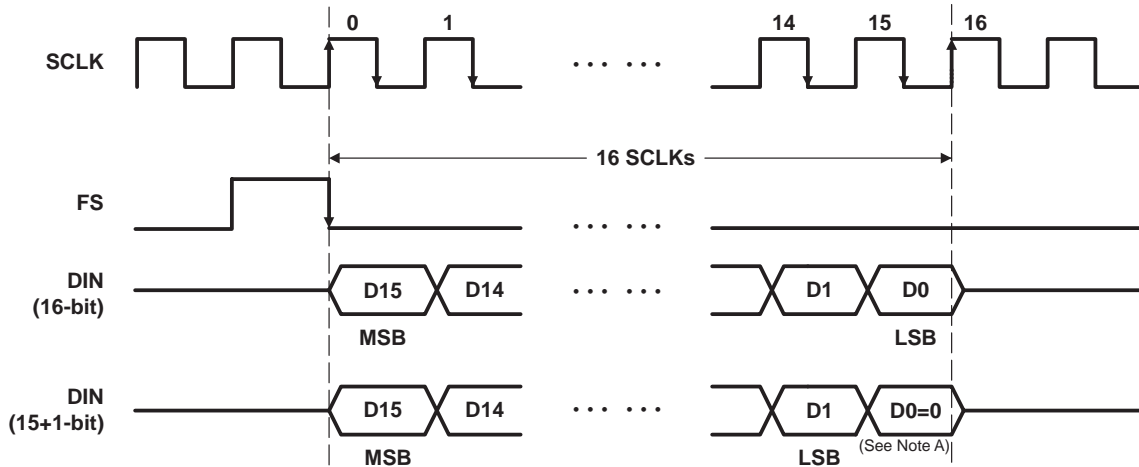 0 1 14 15 16
SCLK
... ...
16 SCLKs
FS
... ...
DIN
(16-bit)
D15 D14 ... ... D1 D0
MSB LSB
DIN
(15+1-bit)
D15 D14 ... ... D1 D0=0
(See Note A)
MSB LSB